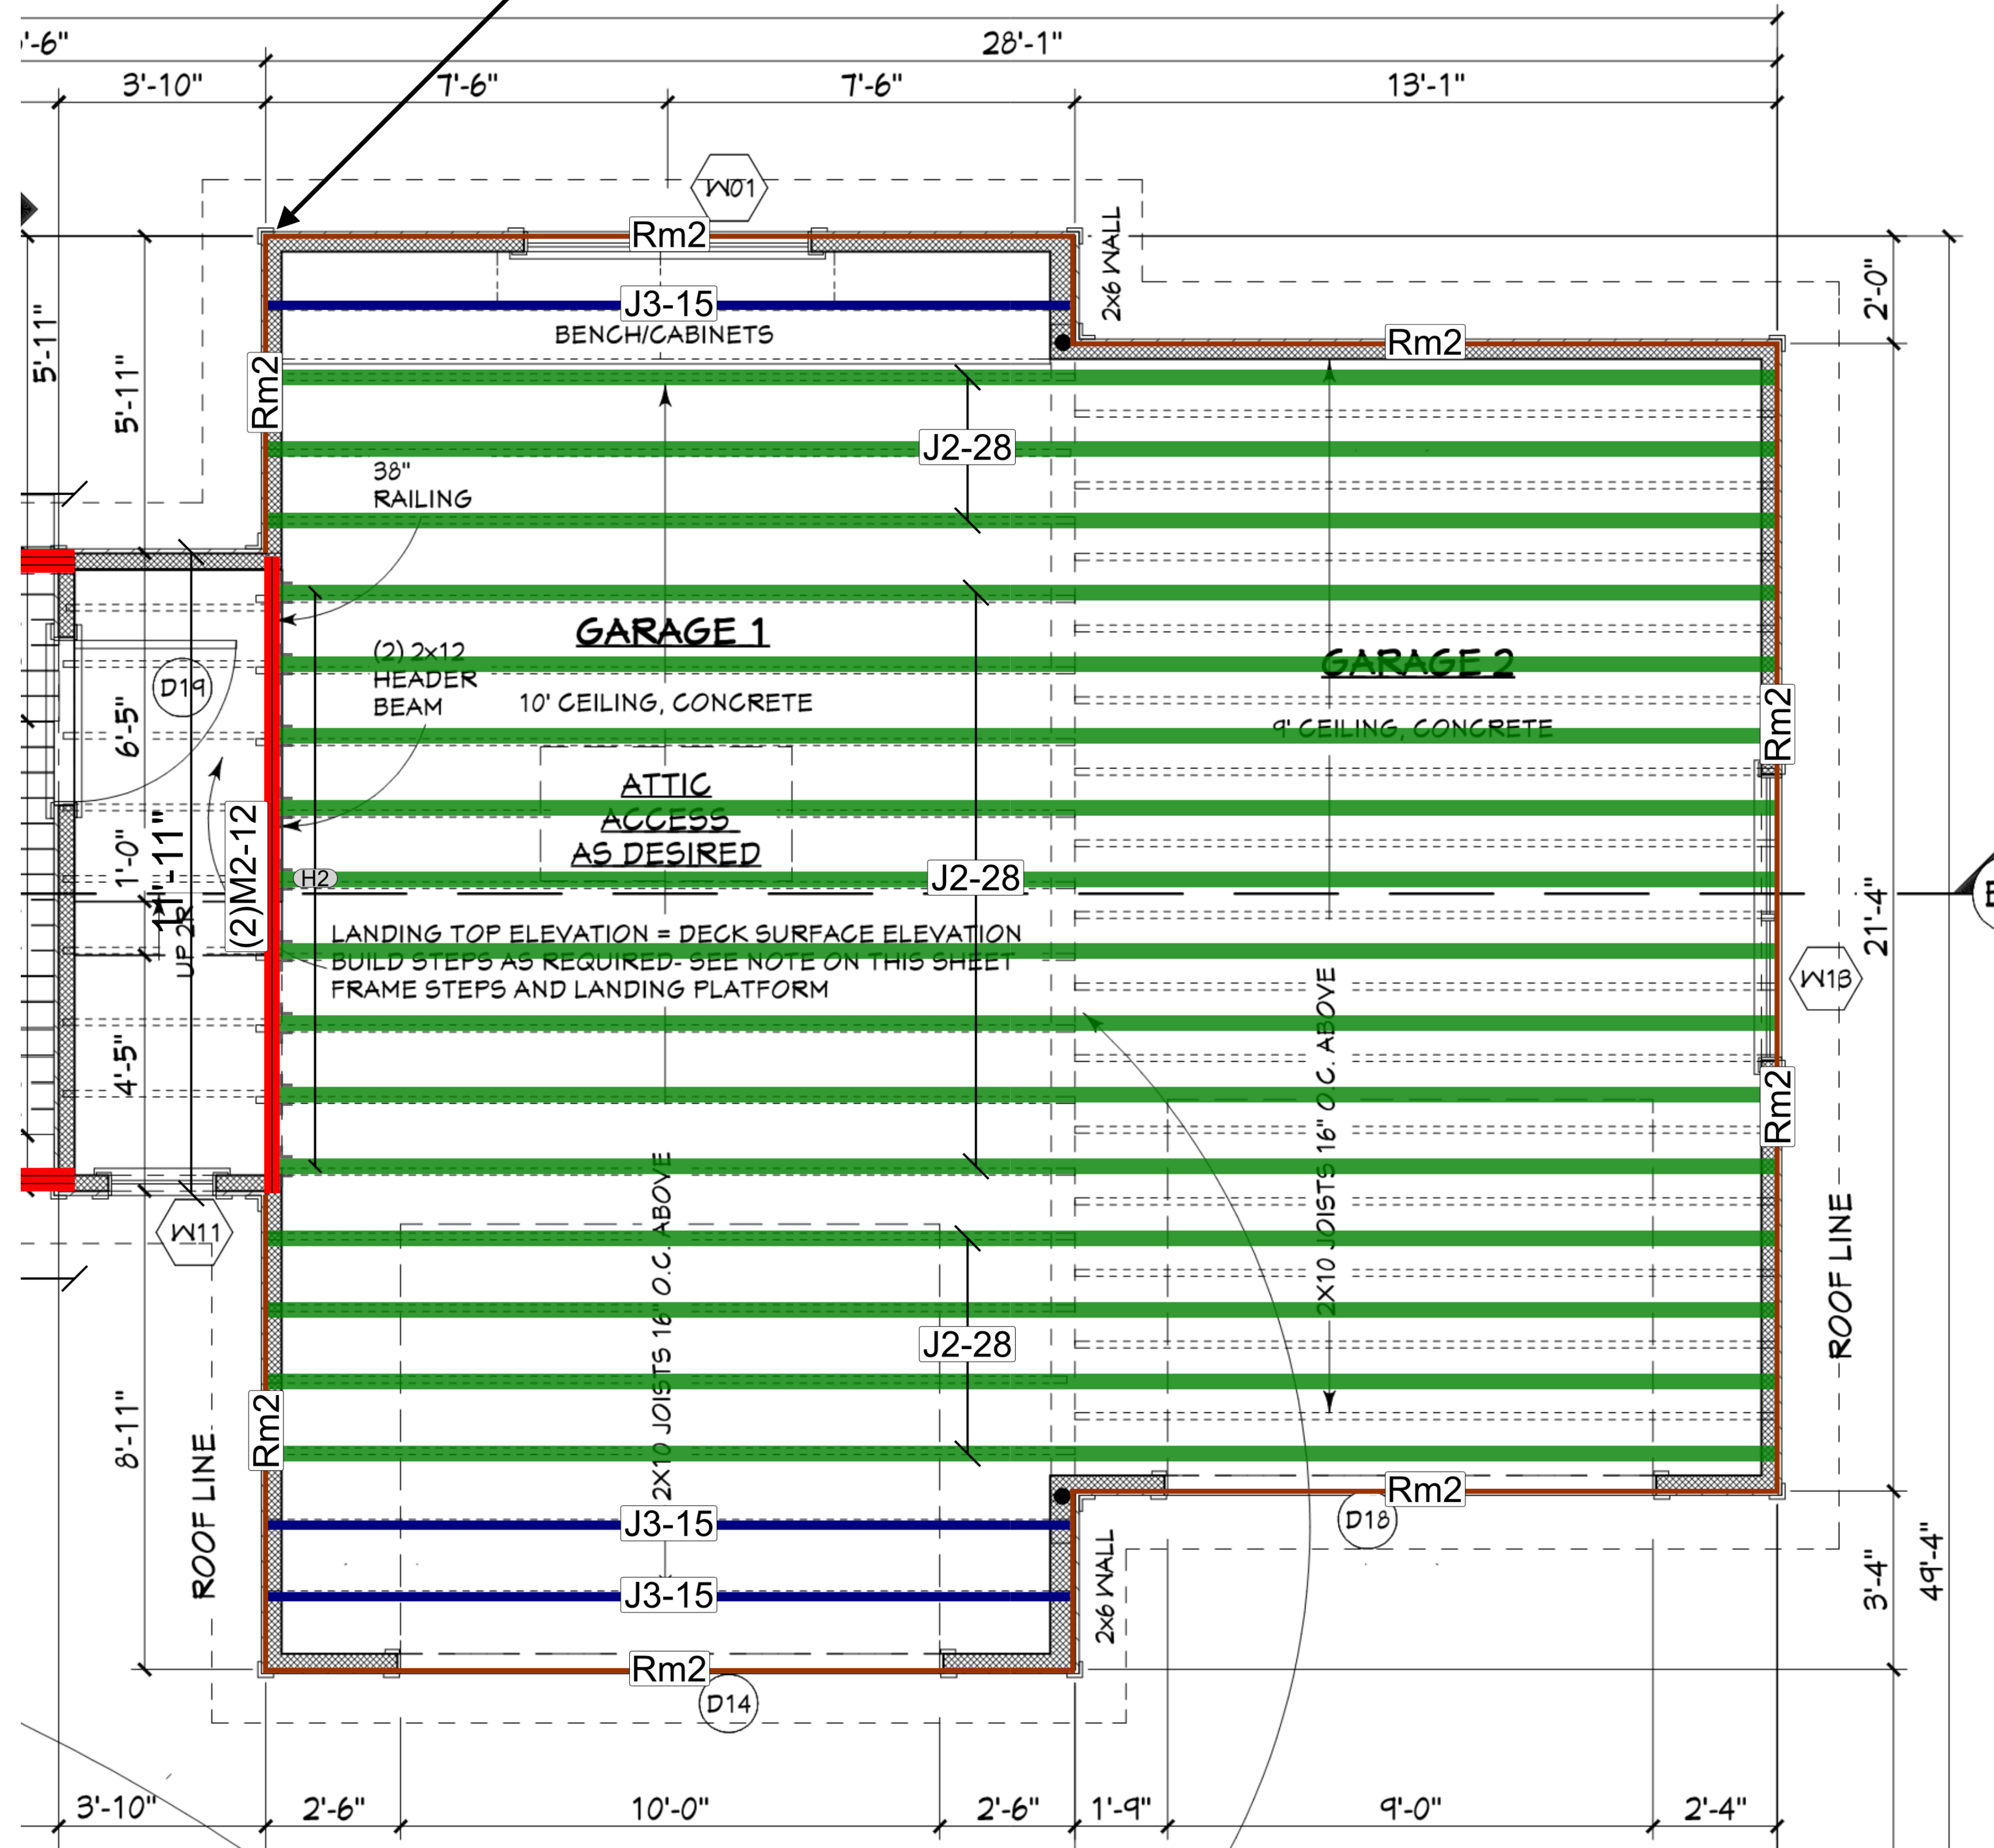 '-6"
28'-1"
3'-10"
7'-6"
7'-6"
13'-1"
W01
Rm2
2x6 WALL
2'-0"
J3-15
BENCH/CABINETS
Rm2
5'-11"
5'-11"
Rm2
J2-28
38"
RAILING
GARAGE 1
(2) 2x12
HEADER
BEAM
10' CEILING, CONCRETE
GARAGE 2
9' CEILING, CONCRETE
D19
6'-5"
Rm2
ATTIC
ACCESS
AS DESIRED
(2)M2-12
1'-0"
11'-11"
UP 2R
H2
J2-28
21'-4"
LANDING TOP ELEVATION = DECK SURFACE ELEVATION
BUILD STEPS AS REQUIRED- SEE NOTE ON THIS SHEET
FRAME STEPS AND LANDING PLATFORM
W13
4'-5"
Rm2
2X10 JOISTS 16" O.C. ABOVE
2X10 JOISTS 16" O.C. ABOVE
W11
ROOF LINE
J2-28
8'-11"
Rm2
ROOF LINE
Rm2
D18
J3-15
2x6 WALL
3'-4"
49'-4"
J3-15
Rm2
D14
3'-10"
2'-6"
10'-0"
2'-6"
1'-9"
9'-0"
2'-4"